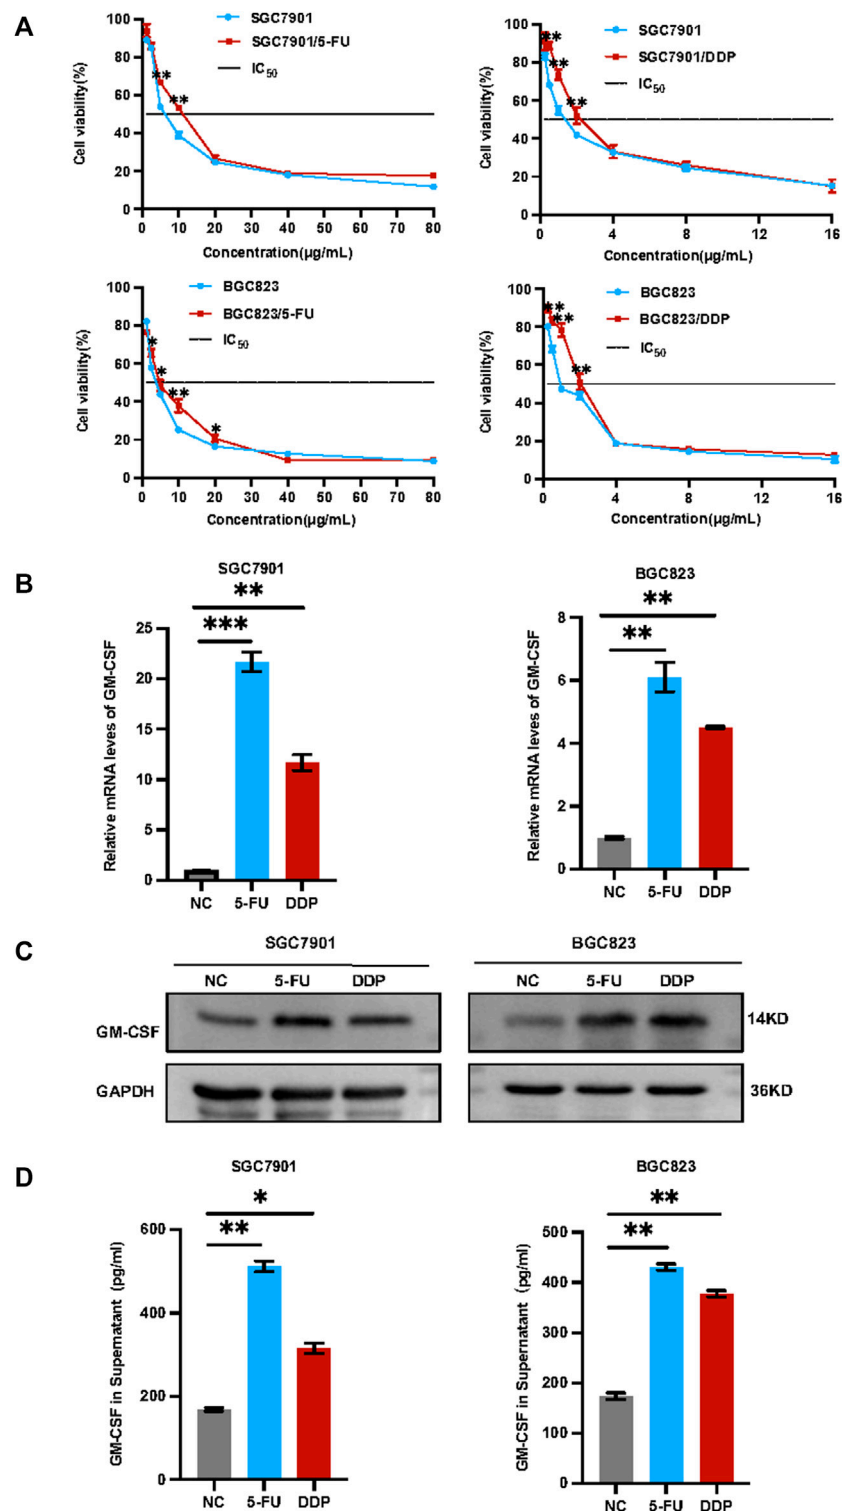 A
SGC7901
SGC7901/5-FU
IC50
Cell viability(%)
100
80
60
40
20
0
** **
0 10 20 30 40 50 60 70 80
Concentration(µg/mL)
SGC7901
SGC7901/DDP
IC50
Cell viability(%)
100
80
60
40
20
0
** ** **
0 4 8 12 16
Concentration(µg/mL)
BGC823
BGC823/5-FU
IC50
Cell viability(%)
100
80
60
40
20
0
* * ** *
0 10 20 30 40 50 60 70 80
Concentration(µg/mL)
BGC823
BGC823/DDP
IC50
Cell viability(%)
100
80
60
40
20
0
** ** **
0 4 8 12 16
Concentration(µg/mL)
B
SGC7901
**
***
Relative mRNA leves of GM-CSF
25
20
15
10
5
0
NC 5-FU DDP
BGC823
**
**
Relative mRNA leves of GM-CSF
8
6
4
2
0
NC 5-FU DDP
C
SGC7901 BGC823
NC 5-FU DDP NC 5-FU DDP
GM-CSF 14KD
GAPDH 36KD
D
SGC7901
*
**
GM-CSF in Supernatant (pg/ml)
600
400
200
0
NC 5-FU DDP
BGC823
**
**
GM-CSF in Supernatant (pg/ml)
500
400
300
200
100
0
NC 5-FU DDP